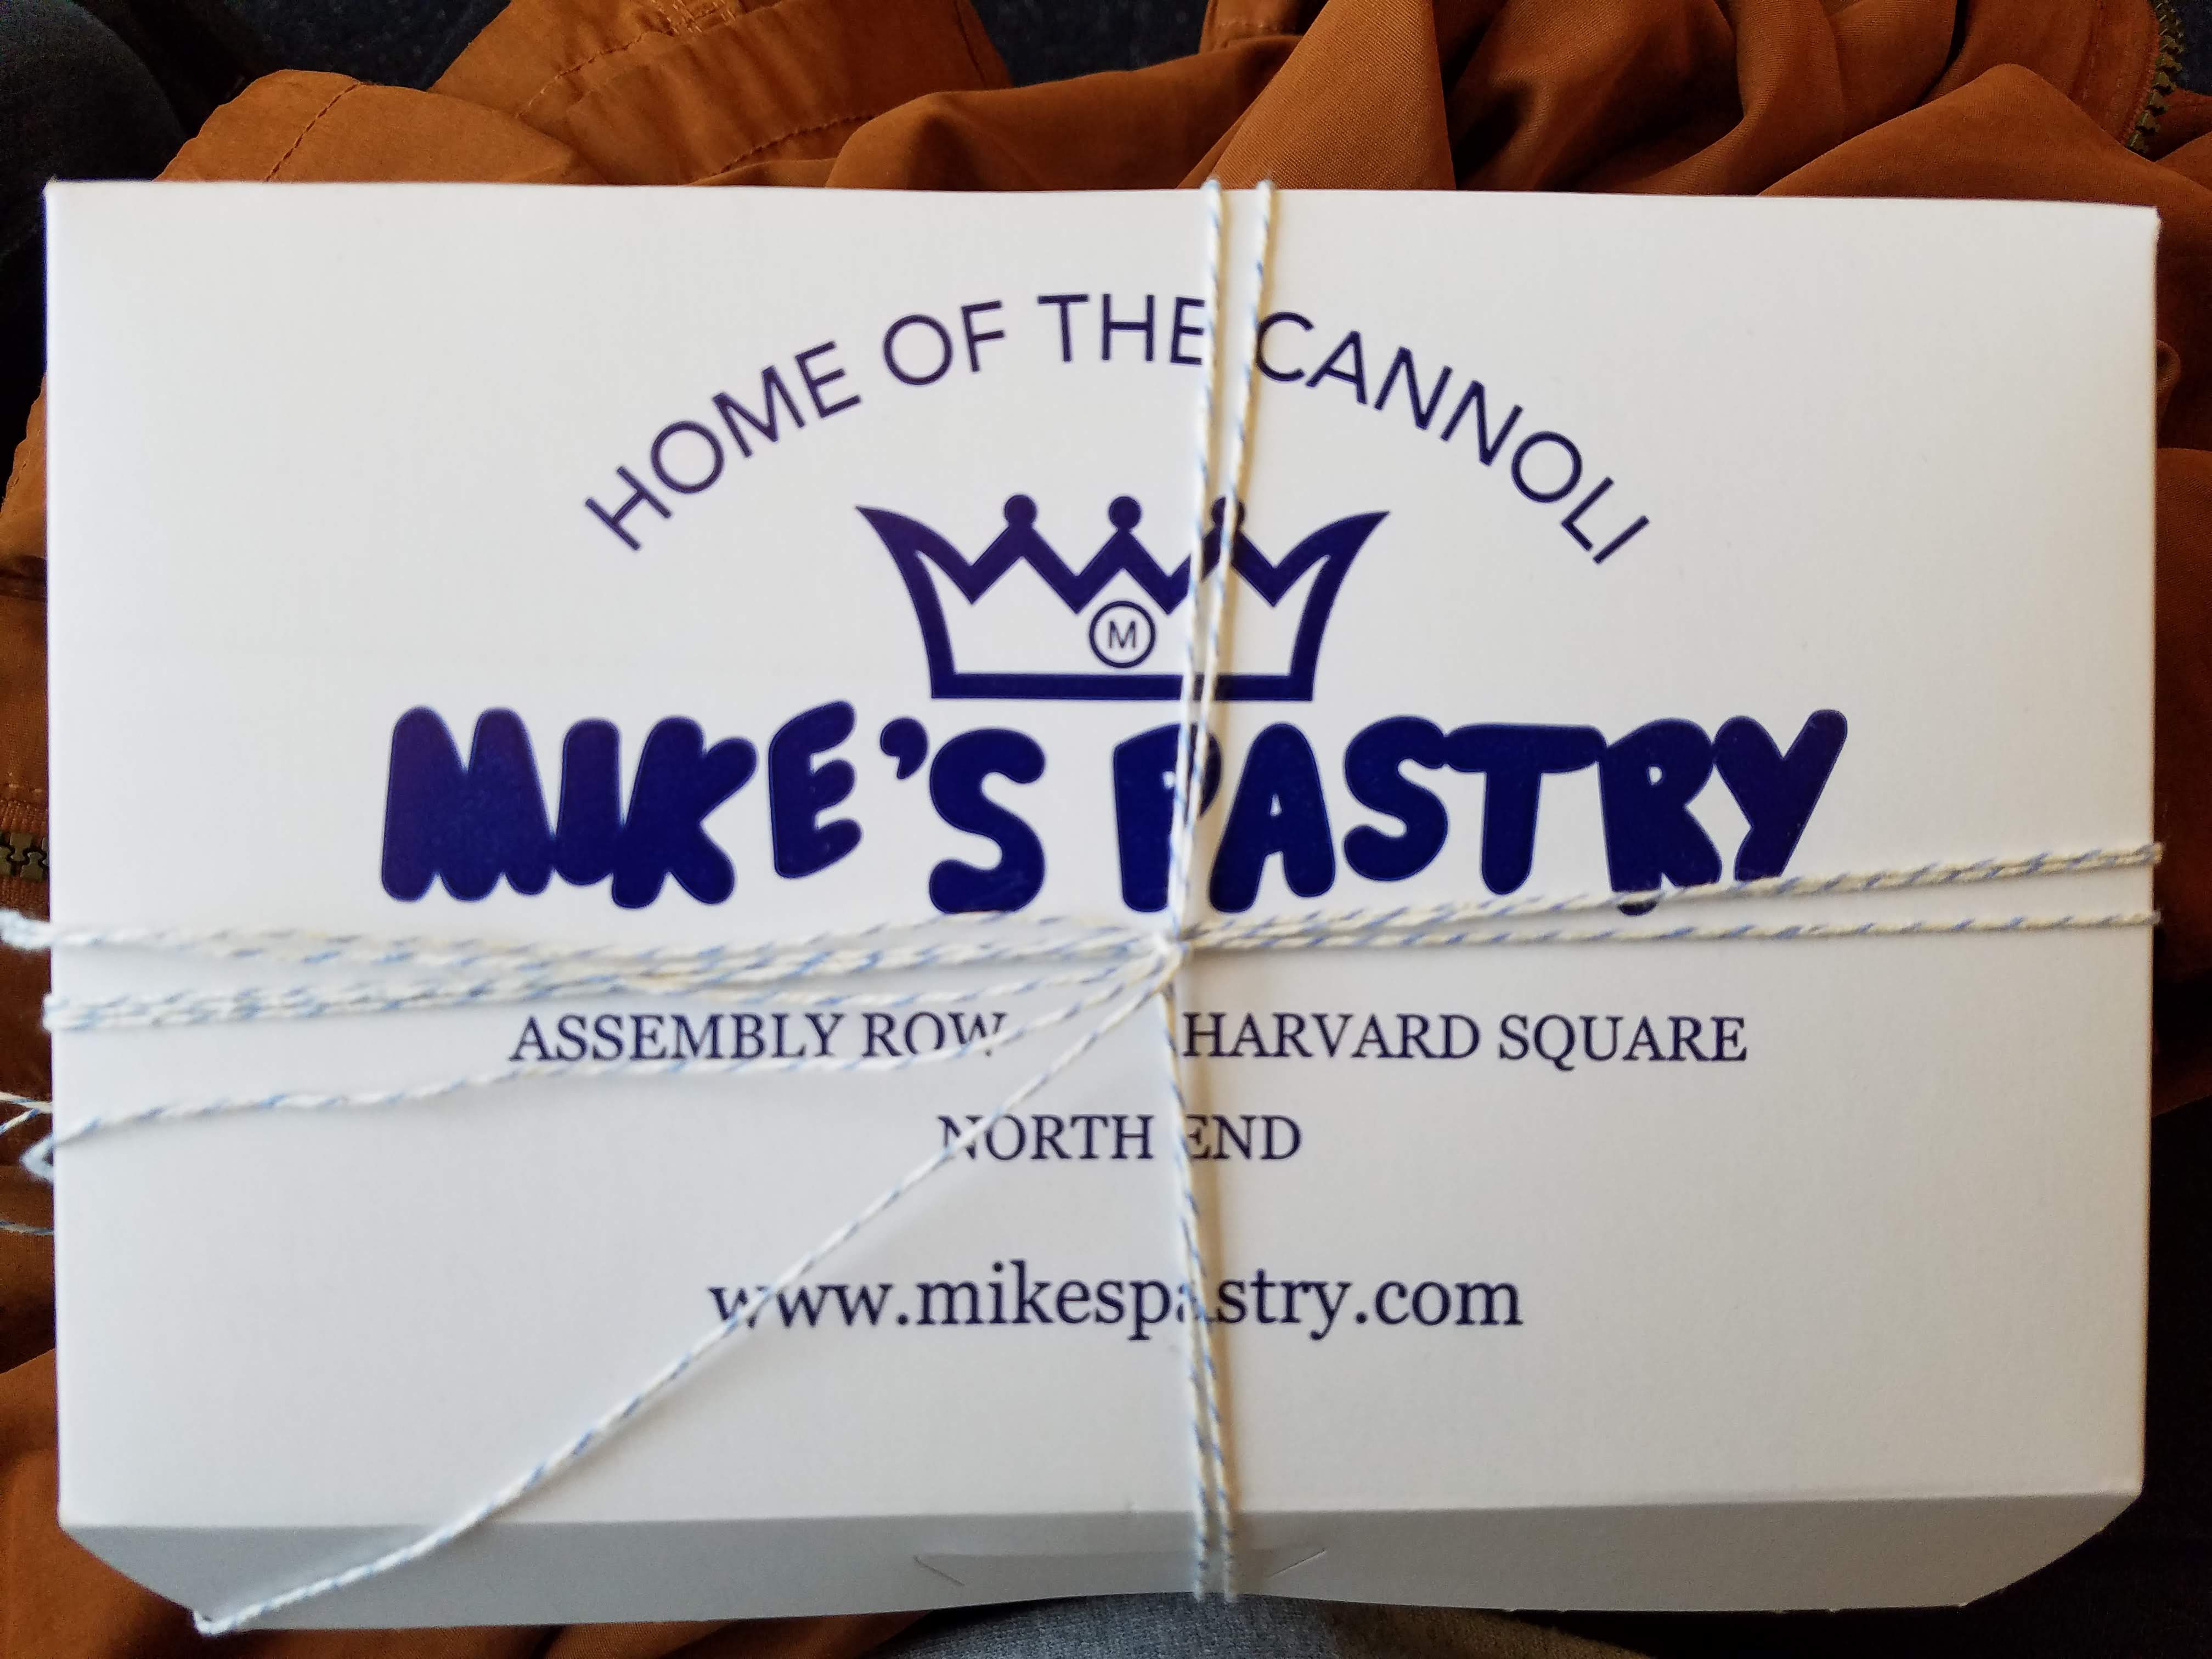 HOME OF THE CANNOLI
M
MIKE'S PASTRY
ASSEMBLY ROW HARVARD SQUARE
NORTH END
www.mikespastry.com